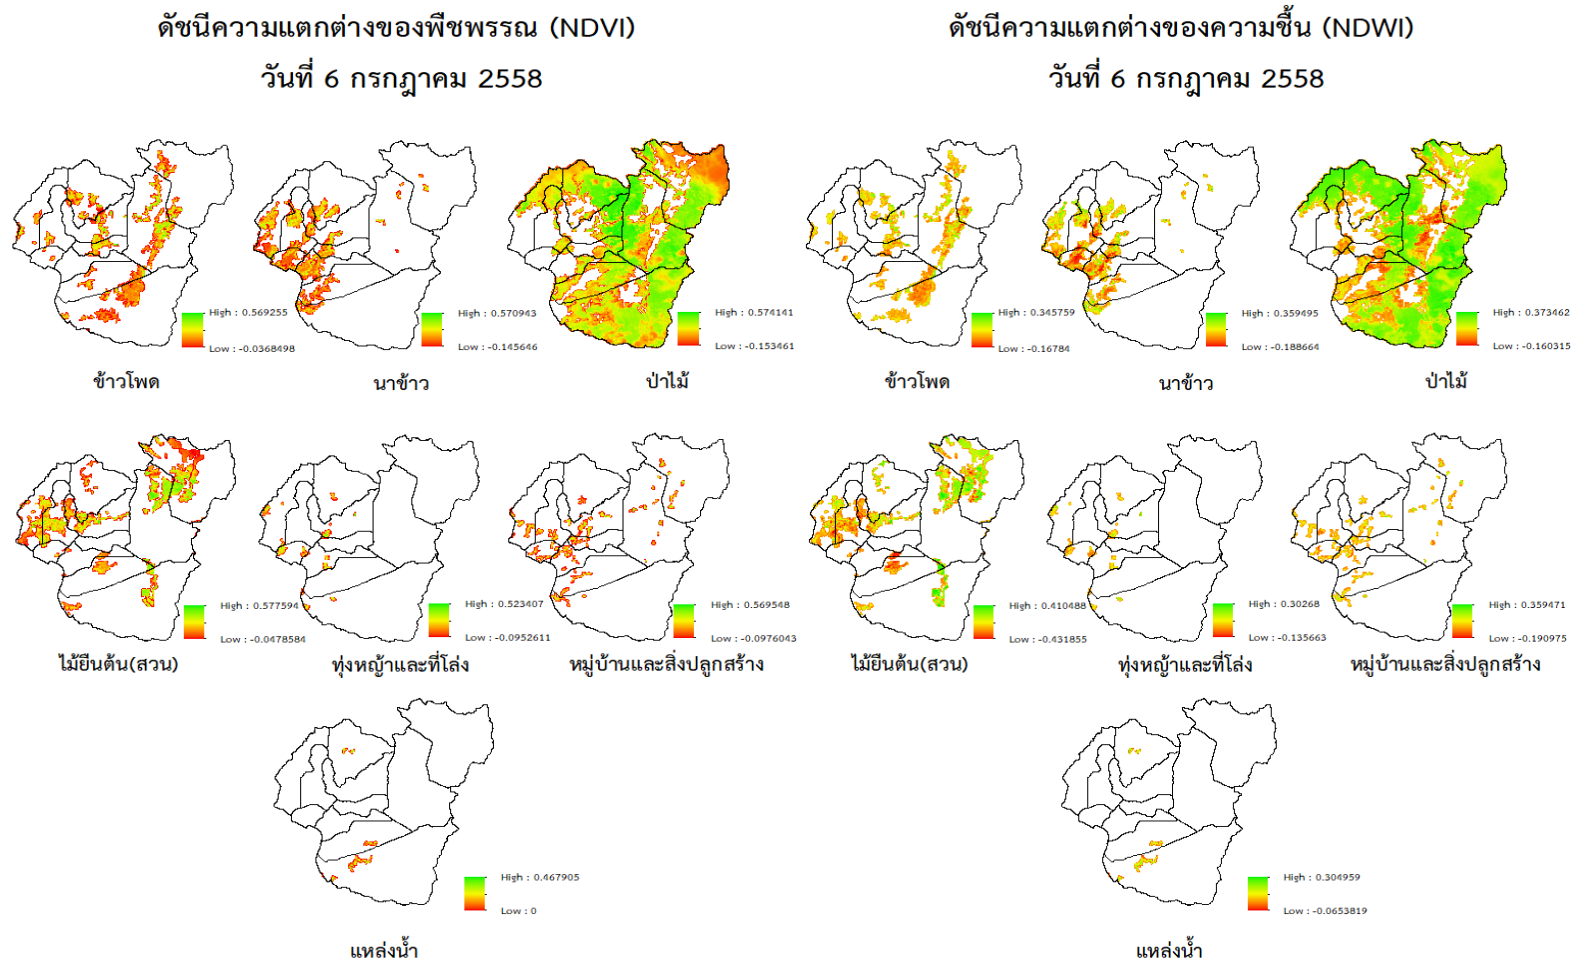 ดัชนีความแตกต่างของพืชพรรณ (NDVI)
วันที่ 6 กรกฎาคม 2558
ดัชนีความแตกต่างของความชื้น (NDWI)
วันที่ 6 กรกฎาคม 2558
High : 0.569255
Low : -0.0368498
ข้าวโพด
High : 0.570943
Low : -0.145646
นาข้าว
High : 0.574141
Low : -0.153461
ป่าไม้
High : 0.345759
Low : -0.16784
ข้าวโพด
High : 0.359495
Low : -0.188664
นาข้าว
High : 0.373462
Low : -0.160315
ป่าไม้
High : 0.577594
Low : -0.0478584
ไม้ยืนต้น(สวน)
High : 0.523407
Low : -0.0952611
ทุ่งหญ้าและที่โล่ง
High : 0.569548
Low : -0.0976043
หมู่บ้านและสิ่งปลูกสร้าง
High : 0.410488
Low : -0.431855
ไม้ยืนต้น(สวน)
High : 0.30268
Low : -0.135663
ทุ่งหญ้าและที่โล่ง
High : 0.359471
Low : -0.190975
หมู่บ้านและสิ่งปลูกสร้าง
High : 0.467905
Low : 0
แหล่งน้ำ
High : 0.304959
Low : -0.0653819
แหล่งน้ำ